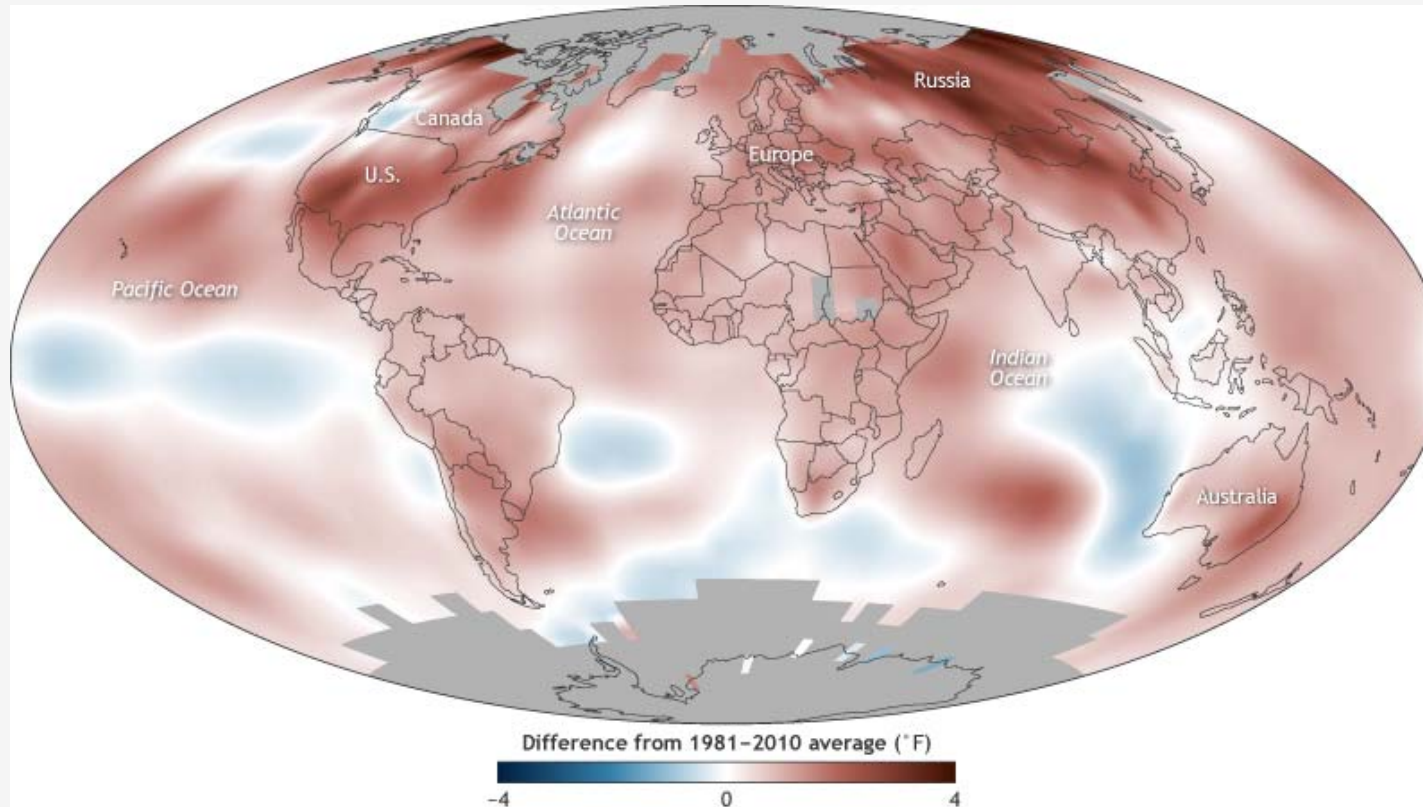 Russia
Canada
Europe
U.S.
Atlantic
Ocean
Pacific Ocean
Indian
Ocean
Australia
Difference from 1981–2010 average (°F)
−4 0 4